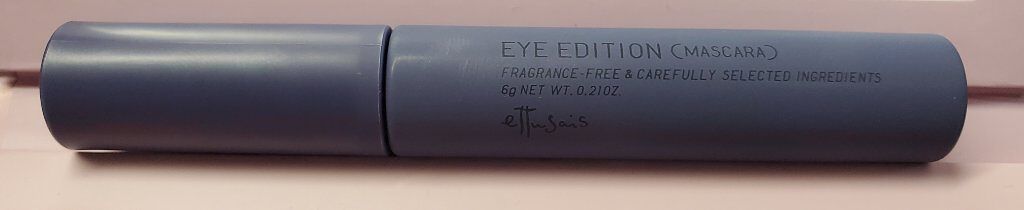 EYE EDITION (MASCARA)
FRAGRANCE-FREE & CAREFULLY SELECTED INGREDIENTS
6g NET WT. 0.21OZ.
ettusais